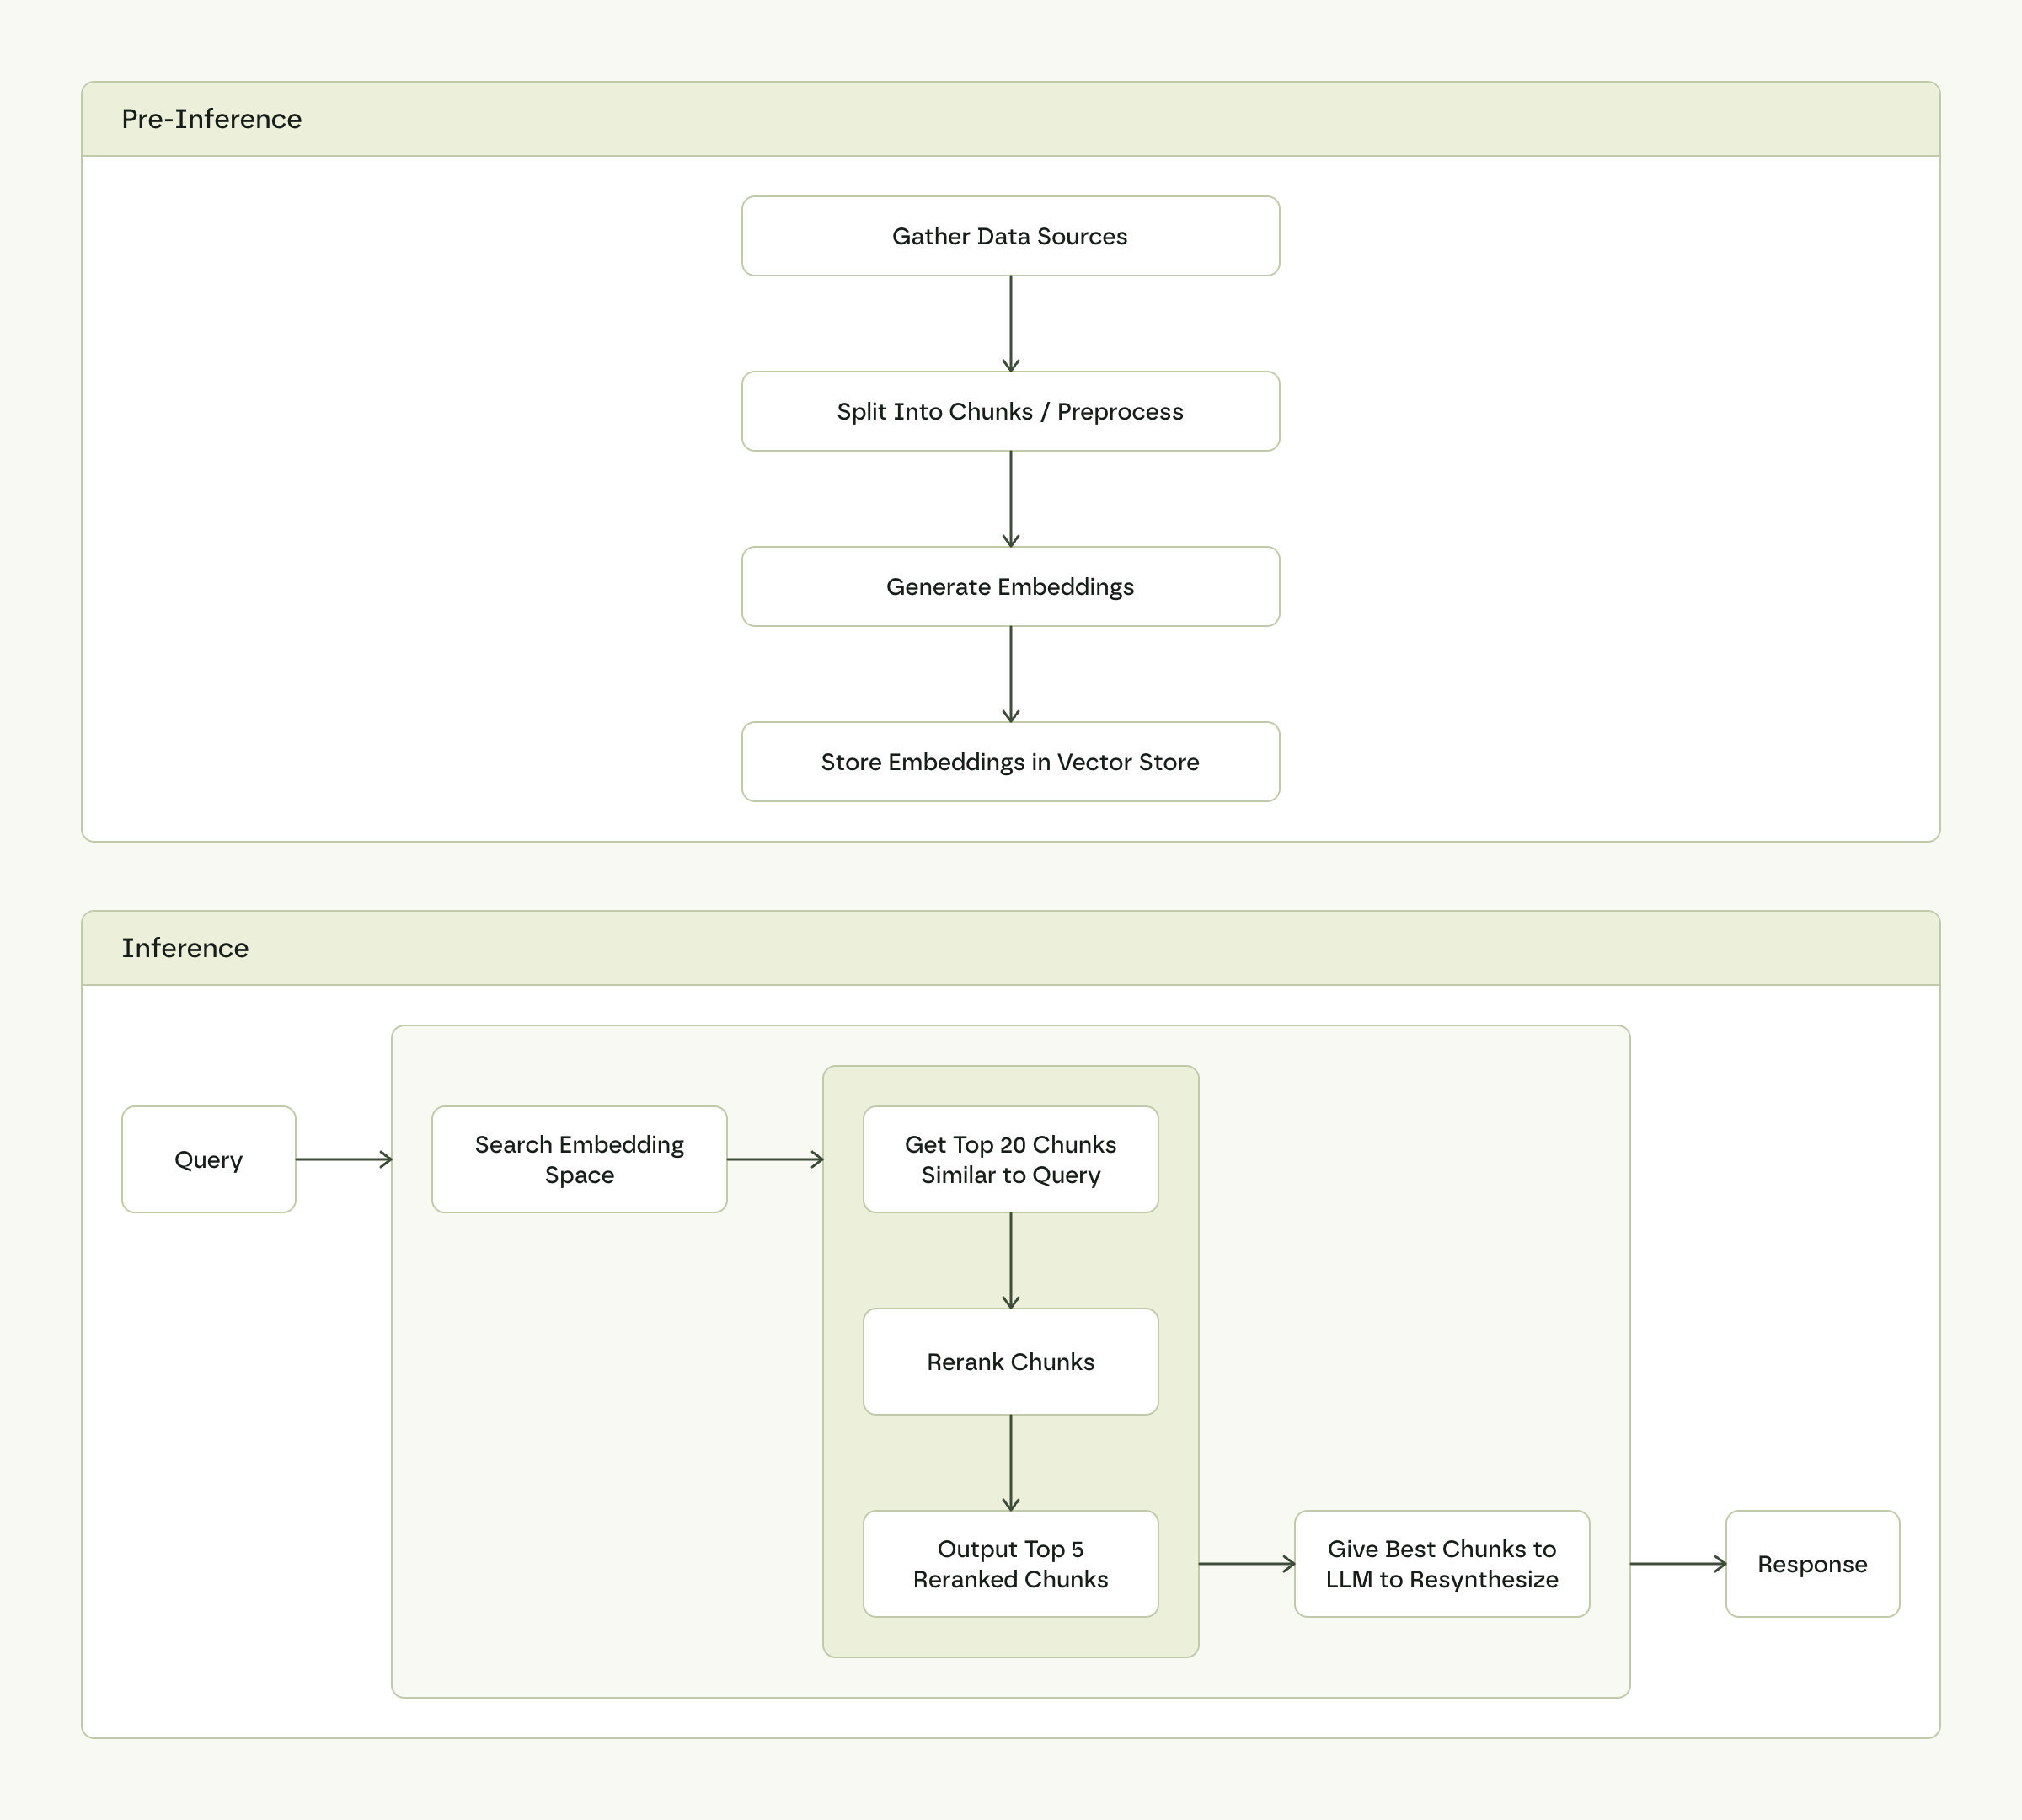 Pre-Inference
Gather Data Sources
Split Into Chunks / Preprocess
Generate Embeddings
Store Embeddings in Vector Store
Inference
Query
Search Embedding
Space
Get Top 20 Chunks
Similar to Query
Rerank Chunks
Output Top 5
Reranked Chunks
Give Best Chunks to
LLM to Resynthesize
Response